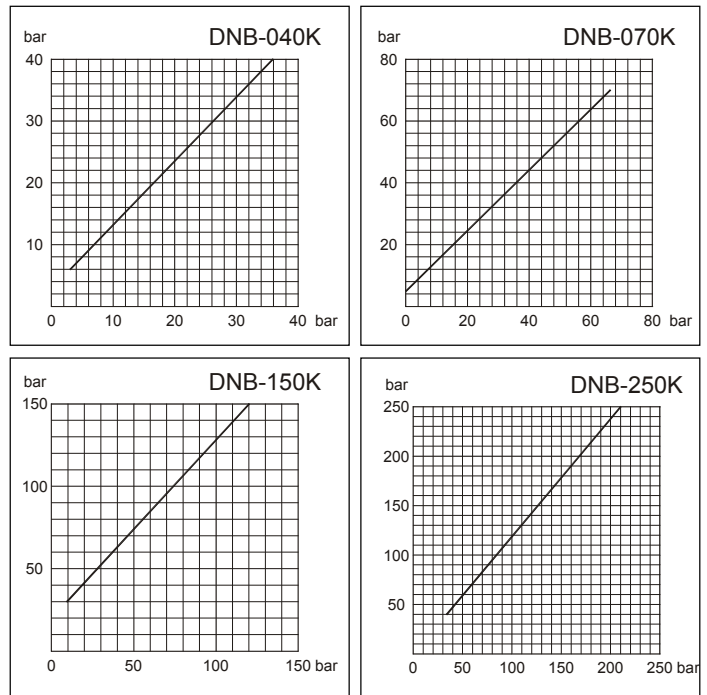 bar DNB-040K
40
30
20
10
0 10 20 30 40 bar
bar DNB-070K
80
60
40
20
0 20 40 60 80 bar
bar DNB-150K
150
100
50
0 50 100 150 bar
bar DNB-250K
250
200
150
100
50
0 50 100 150 200 250 bar